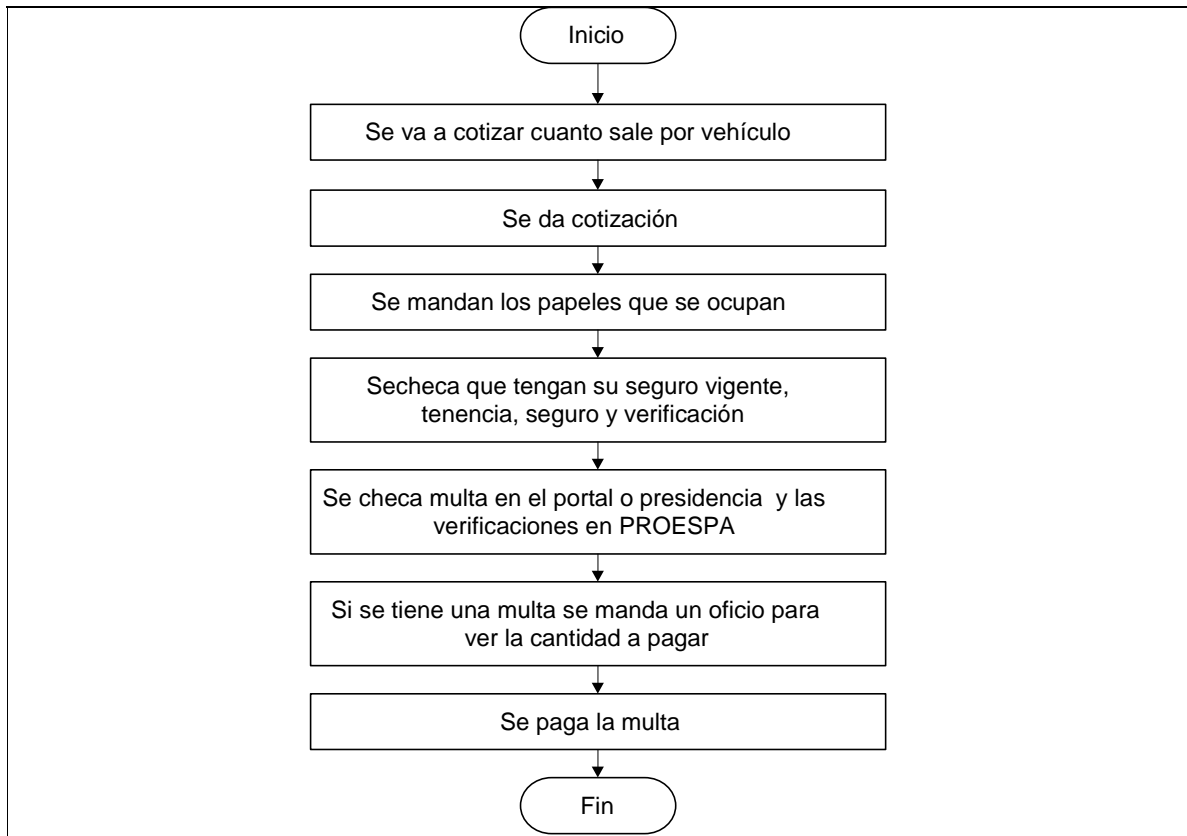 Inicio
Se va a cotizar cuanto sale por vehículo
Se da cotización
Se mandan los papeles que se ocupan
Secheca que tengan su seguro vigente,
tenencia, seguro y verificación
Se checa multa en el portal o presidencia y las
verificaciones en PROESPA
Si se tiene una multa se manda un oficio para
ver la cantidad a pagar
Se paga la multa
Fin